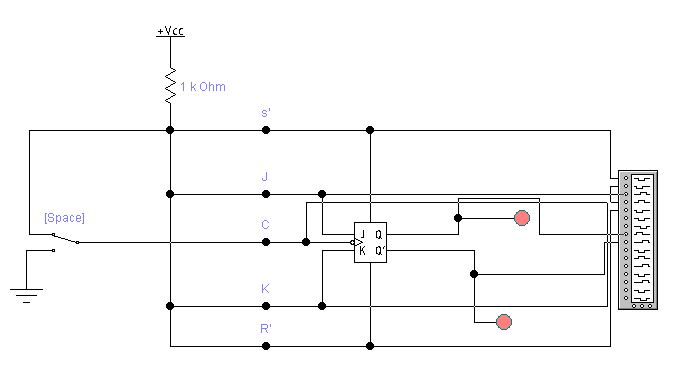 +Vcc
1 k Ohm
s'
J
[Space]
C
J Q
K Q'
K
R'